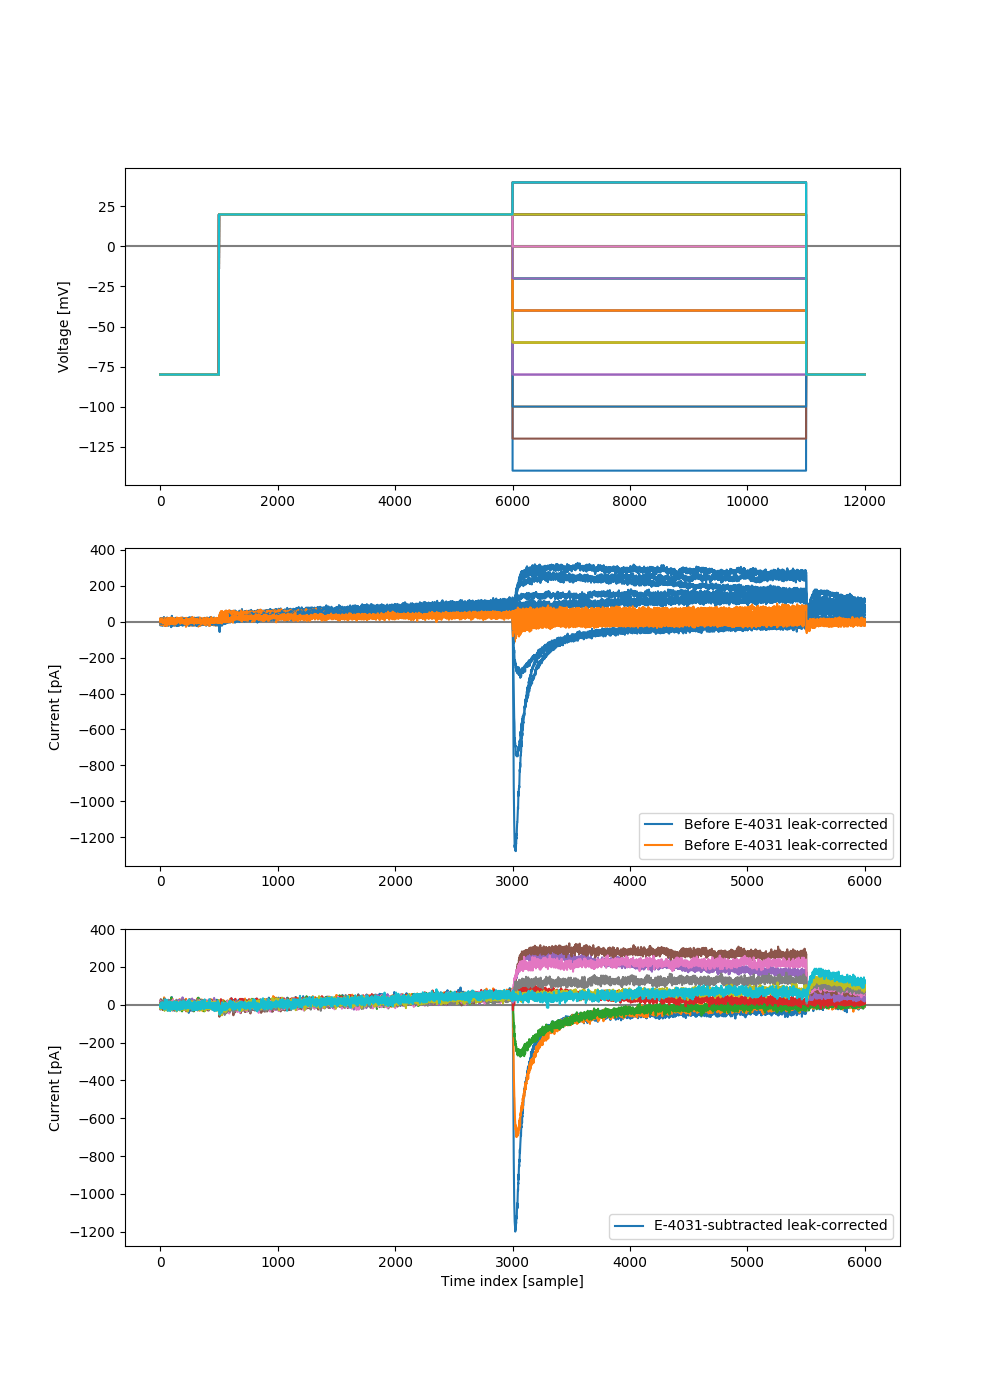 25
0
−25
−50
−75
−100
−125
Voltage [mV]
0 2000 4000 6000 8000 10000 12000
400
200
0
−200
−400
−600
−800
−1000
−1200
Current [pA]
Before E-4031 leak-corrected
Before E-4031 leak-corrected
0 1000 2000 3000 4000 5000 6000
400
200
0
−200
−400
−600
−800
−1000
−1200
Current [pA]
E-4031-subtracted leak-corrected
0 1000 2000 3000 4000 5000 6000
Time index [sample]